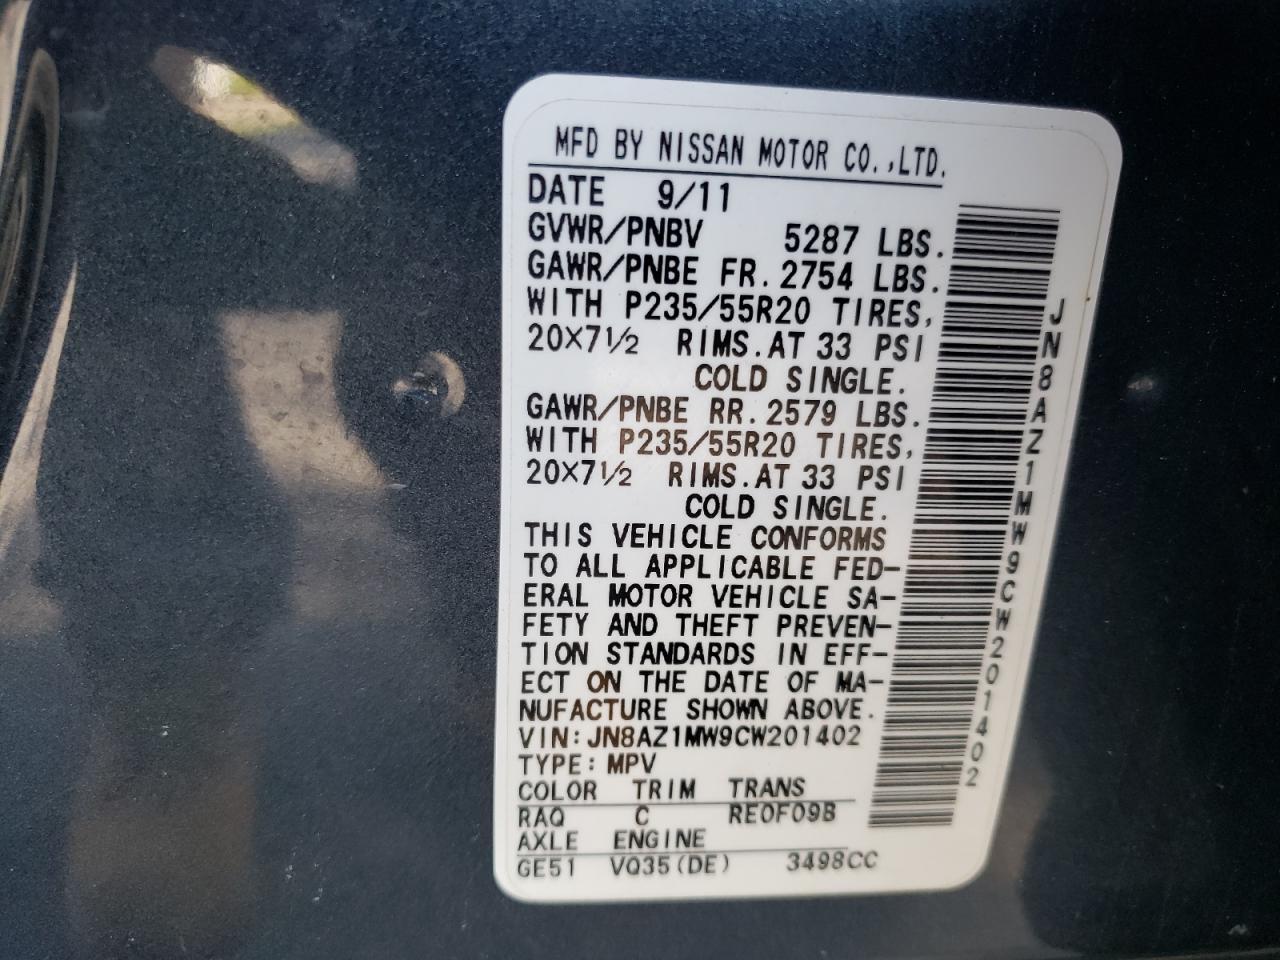 MFD BY NISSAN MOTOR CO.,LTD.
DATE 9/11
GVWR/PNBV 5287 LBS.
GAWR/PNBE FR. 2754 LBS.
WITH P235/55R20 TIRES,
20X7 1/2 RIMS. AT 33 PSI
COLD SINGLE.
GAWR/PNBE RR. 2579 LBS.
WITH P235/55R20 TIRES,
20X7 1/2 RIMS. AT 33 PSI
COLD SINGLE.
THIS VEHICLE CONFORMS
TO ALL APPLICABLE FED-
ERAL MOTOR VEHICLE SA-
FETY AND THEFT PREVEN-
TION STANDARDS IN EFF-
ECT ON THE DATE OF MA-
NUFACTURE SHOWN ABOVE.
VIN: JN8AZ1MW9CW201402
TYPE: MPV
COLOR TRIM TRANS
RAQ C RE0F09B
AXLE ENGINE
GE51 VQ35(DE) 3498CC
JN8AZ1MW9CW201402